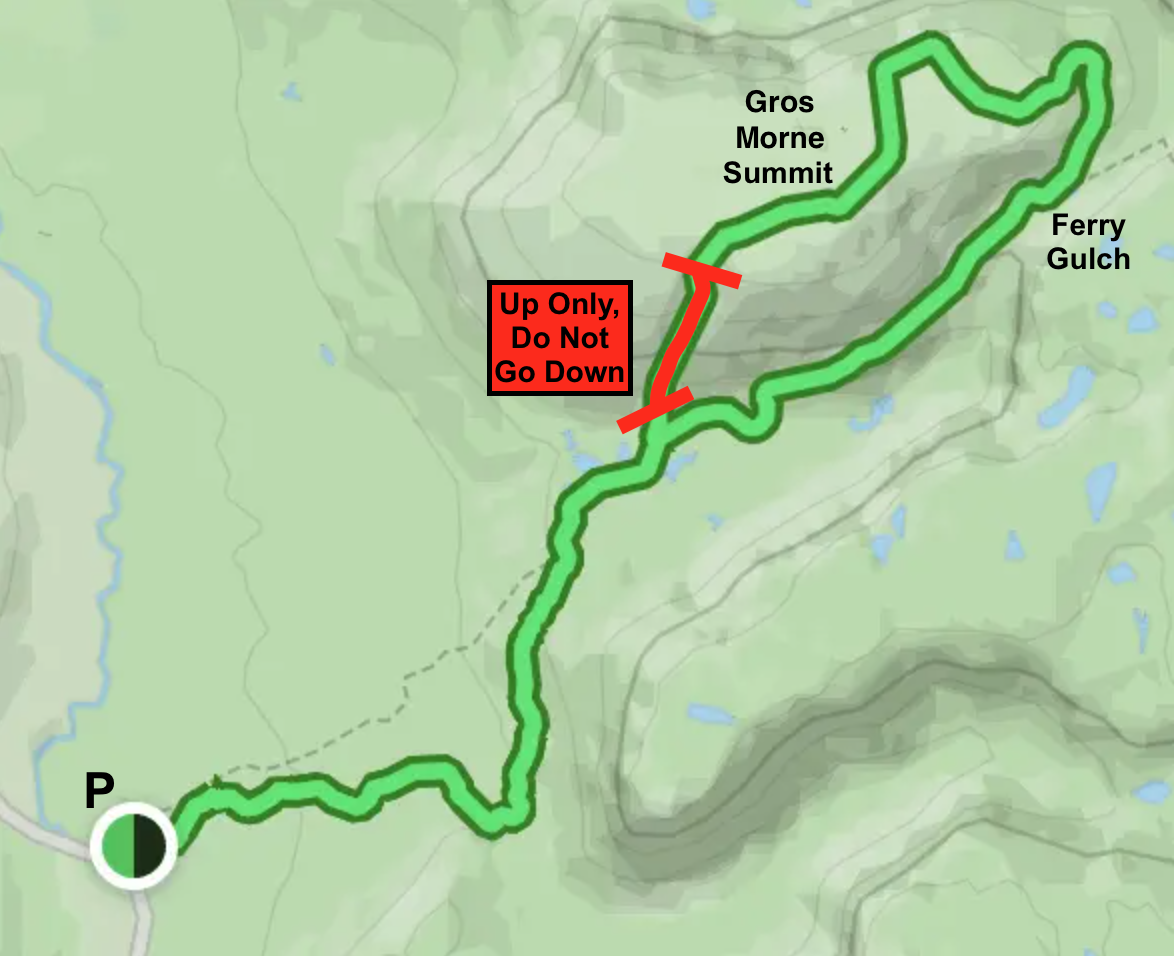 Gros
Morne
Summit
Ferry
Gulch
Up Only,
Do Not
Go Down
P